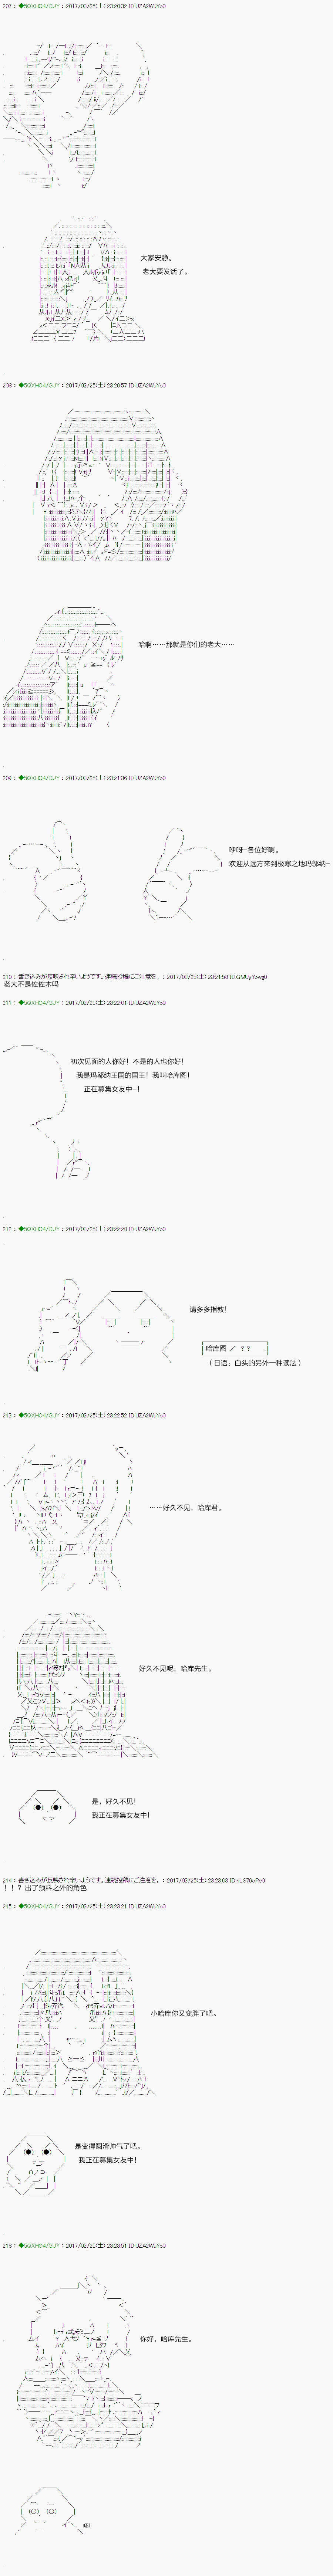 207 : ◆5QXHO4/GJY : 2017/03/25(土) 23:20:32 ID:UZA2WuYo0
大家安静。
老大要发话了。
208 : ◆5QXHO4/GJY : 2017/03/25(土) 23:20:57 ID:UZA2WuYo0
哈啊……那就是你们的老大……
209 : ◆5QXHO4/GJY : 2017/03/25(土) 23:21:36 ID:UZA2WuYo0
咿呀~各位好啊。
欢迎从远方来到极寒之地玛邬纳~
210 : 書き込みが反映され辛いようです。連続投稿にご注意を。 : 2017/03/25(土) 23:21:58 ID:GMUyYowg0
老大不是佐佐木吗
211 : ◆5QXHO4/GJY : 2017/03/25(土) 23:22:01 ID:UZA2WuYo0
初次见面的人你好！不是的人也你好！
我是玛邬纳王国的国王！我叫哈库图！
正在募集女友中~！
212 : ◆5QXHO4/GJY : 2017/03/25(土) 23:22:28 ID:UZA2WuYo0
请多多指教！
哈库图 ／ ？？
（日语，白头的另外一种读法）
213 : ◆5QXHO4/GJY : 2017/03/25(土) 23:22:52 ID:UZA2WuYo0
……好久不见，哈库君。
好久不见呢，哈库先生。
是，好久不见！
我正在募集女友中！
214 : 書き込みが反映され辛いようです。連続投稿にご注意を。 : 2017/03/25(土) 23:23:03 ID:nLS76oPc0
！！？ 出了预料之外的角色
215 : ◆5QXHO4/GJY : 2017/03/25(土) 23:23:21 ID:UZA2WuYo0
小哈库你又变胖了吧。
是变得圆滑帅气了吧。
我正在募集女友中！
216 : ◆5QXHO4/GJY : 2017/03/25(土) 23:23:51 ID:UZA2WuYo0
你好，哈库先生。
呀！